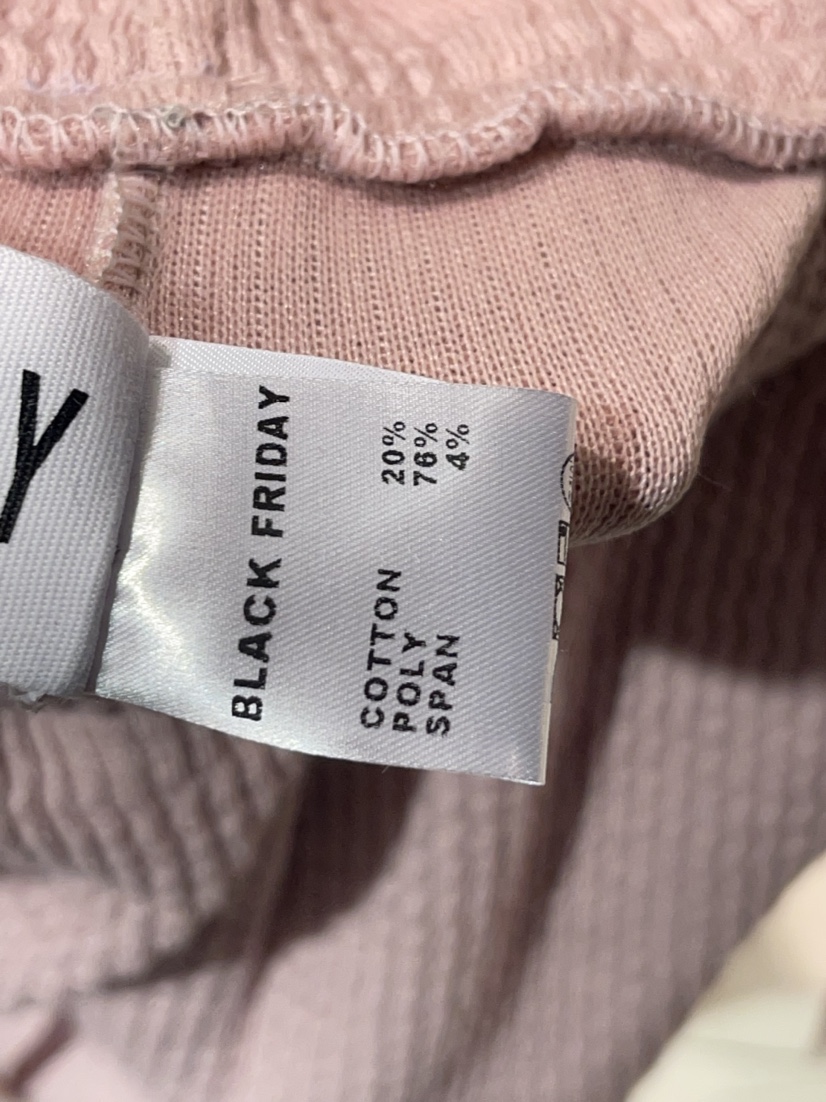 Y
BLACK FRIDAY
COTTON 20%
POLY 76%
SPAN 4%